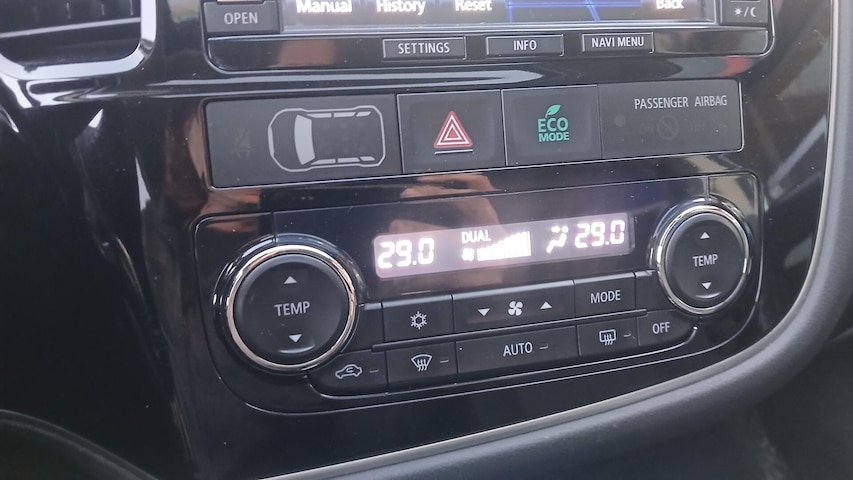 Manual History Reset Back
OPEN
SETTINGS INFO NAVI MENU
ECO MODE
PASSENGER AIRBAG
29.0 DUAL 29.0
TEMP
TEMP
MODE
AUTO
OFF